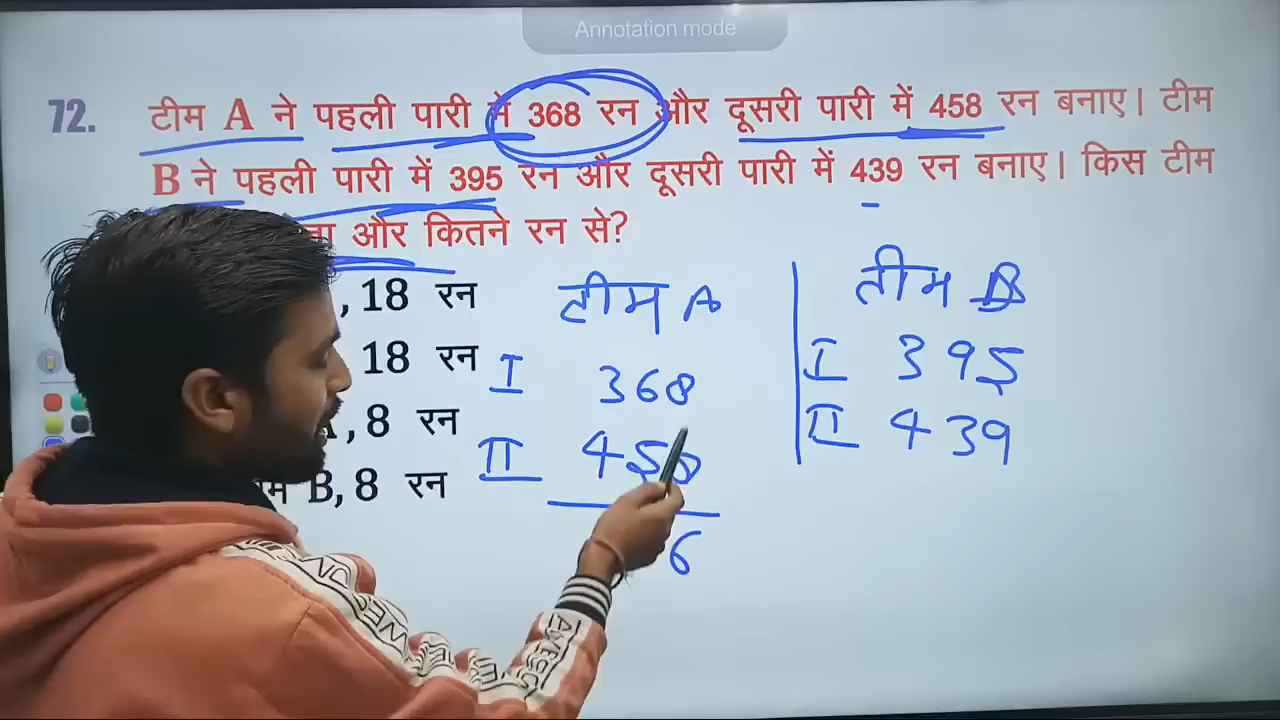 Annotation mode
72. टीम A ने पहली पारी में 368 रन और दूसरी पारी में 458 रन बनाए। टीम
B ने पहली पारी में 395 रन और दूसरी पारी में 439 रन बनाए। किस टीम
और कितने रन से?
, 18 रन
18 रन
A, 8 रन
B, 8 रन
टीम A
I 368
II 458
6
टीम B
I 395
II 439